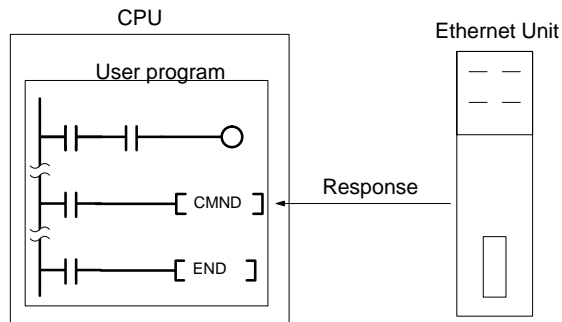 CPU
Ethernet Unit
User program
Response
CMND
END